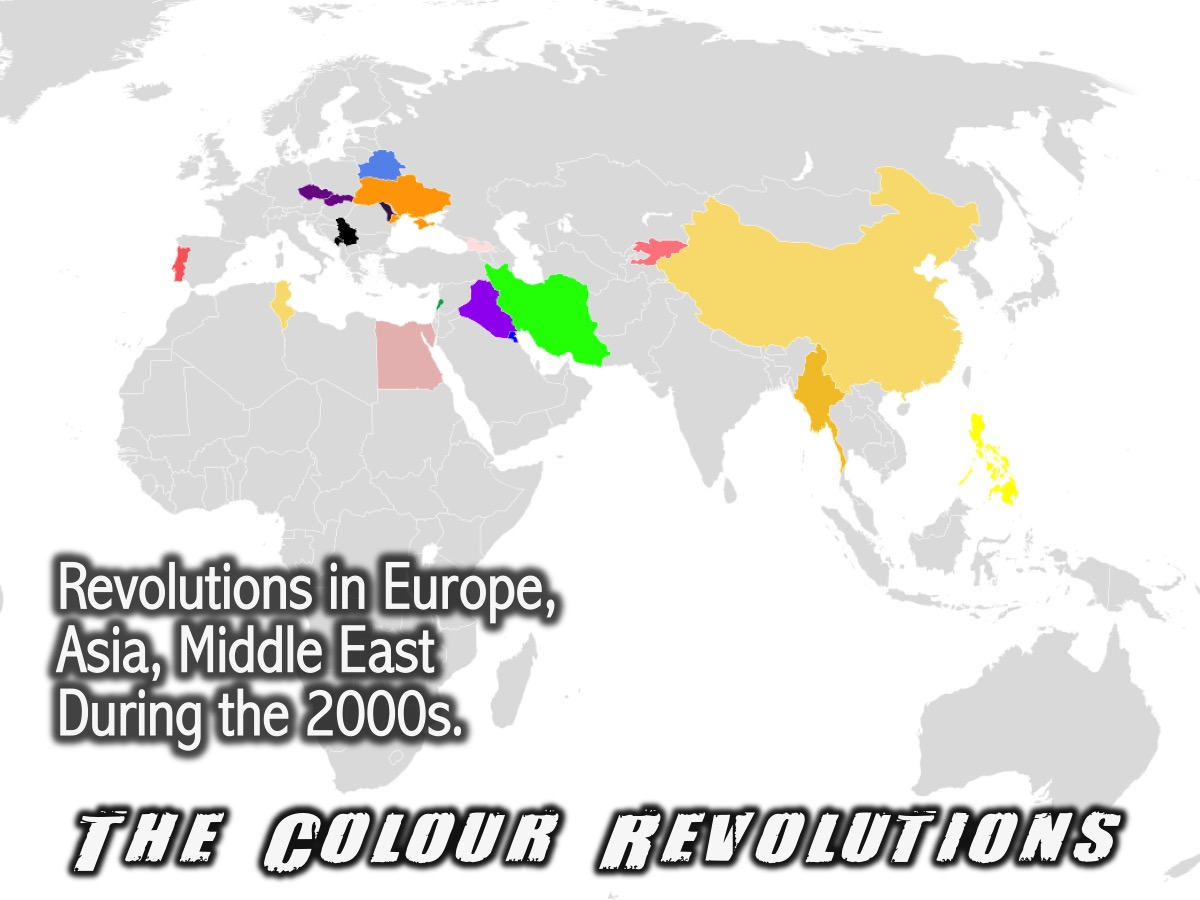 Revolutions in Europe,
Asia, Middle East
During the 2000s.
The Colour Revolutions